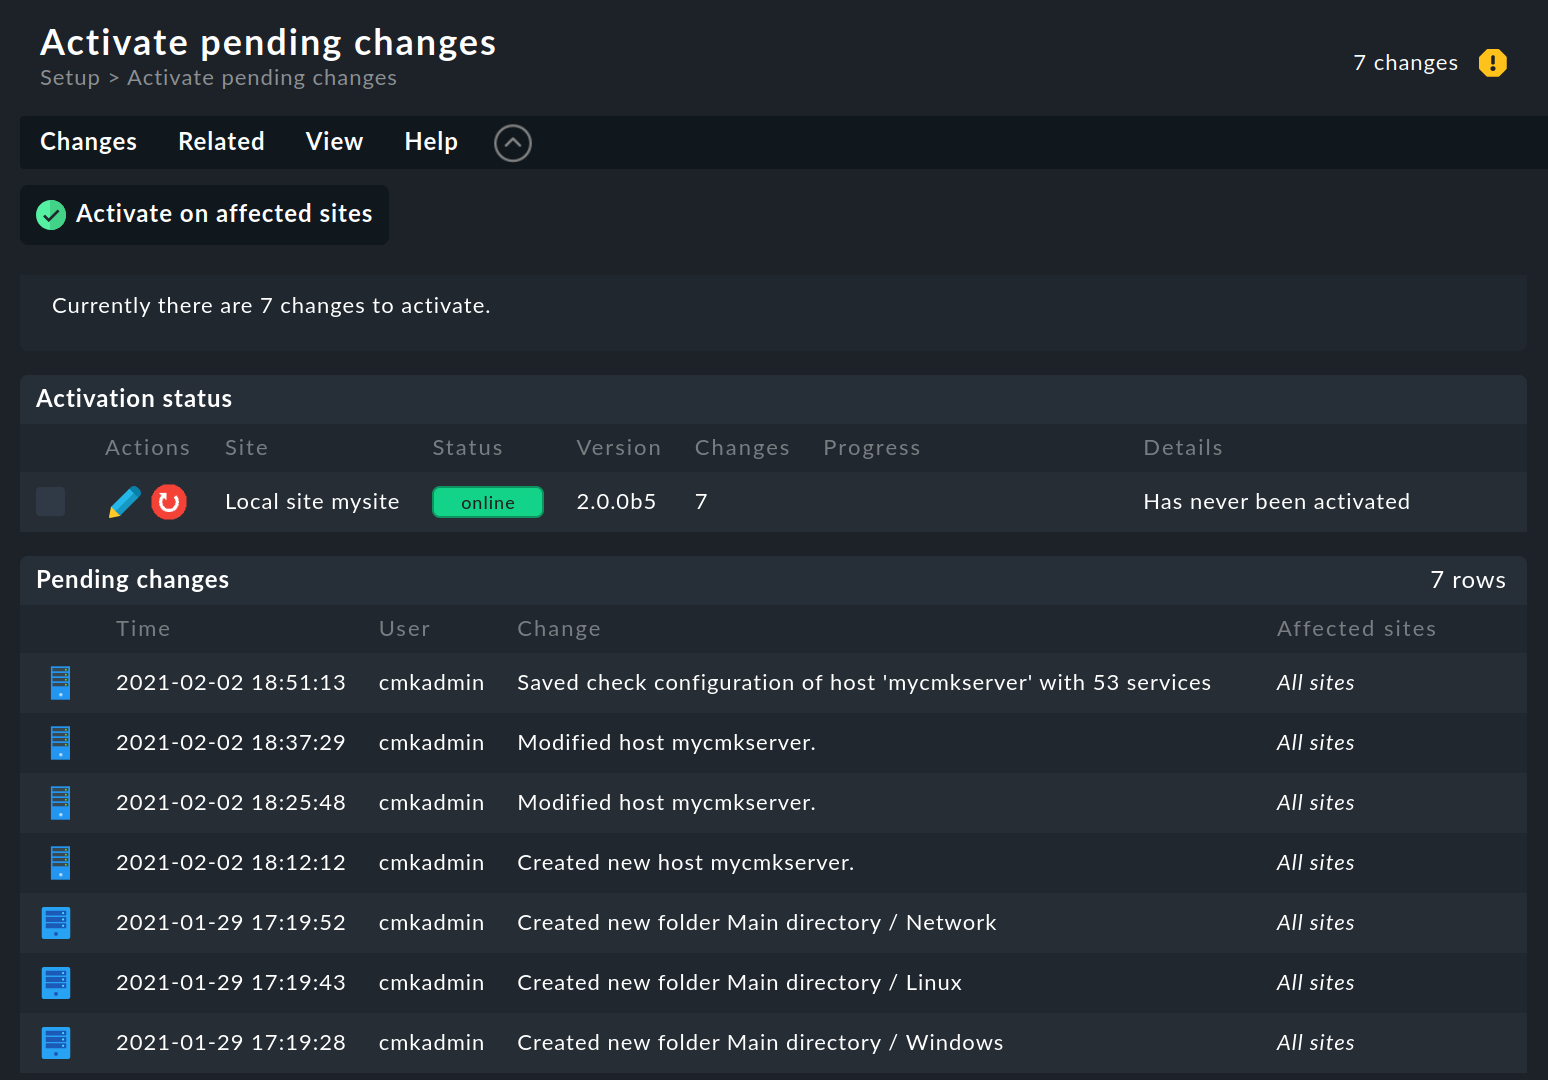 Activate pending changes
Setup > Activate pending changes
7 changes
Changes Related View Help
Activate on affected sites
Currently there are 7 changes to activate.
Activation status
Actions Site Status Version Changes Progress Details
Local site mysite online 2.0.0b5 7 Has never been activated
Pending changes 7 rows
Time User Change Affected sites
2021-02-02 18:51:13 cmkadmin Saved check configuration of host 'mycmkserver' with 53 services All sites
2021-02-02 18:37:29 cmkadmin Modified host mycmkserver. All sites
2021-02-02 18:25:48 cmkadmin Modified host mycmkserver. All sites
2021-02-02 18:12:12 cmkadmin Created new host mycmkserver. All sites
2021-01-29 17:19:52 cmkadmin Created new folder Main directory / Network All sites
2021-01-29 17:19:43 cmkadmin Created new folder Main directory / Linux All sites
2021-01-29 17:19:28 cmkadmin Created new folder Main directory / Windows All sites